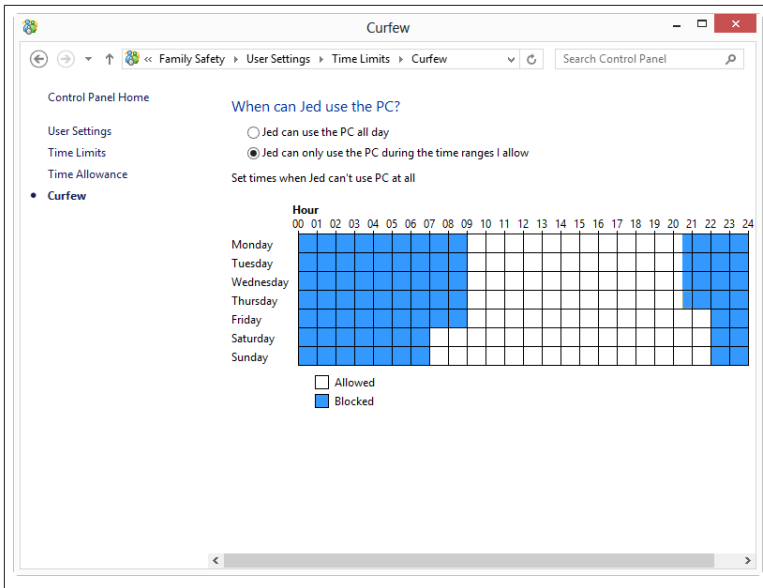 Curfew
« Family Safety ▸ User Settings ▸ Time Limits ▸ Curfew
Search Control Panel
Control Panel Home
User Settings
Time Limits
Time Allowance
• Curfew
When can Jed use the PC?
Jed can use the PC all day
Jed can only use the PC during the time ranges I allow
Set times when Jed can't use PC at all
Hour
00 01 02 03 04 05 06 07 08 09 10 11 12 13 14 15 16 17 18 19 20 21 22 23 24
Monday
Tuesday
Wednesday
Thursday
Friday
Saturday
Sunday
Allowed
Blocked